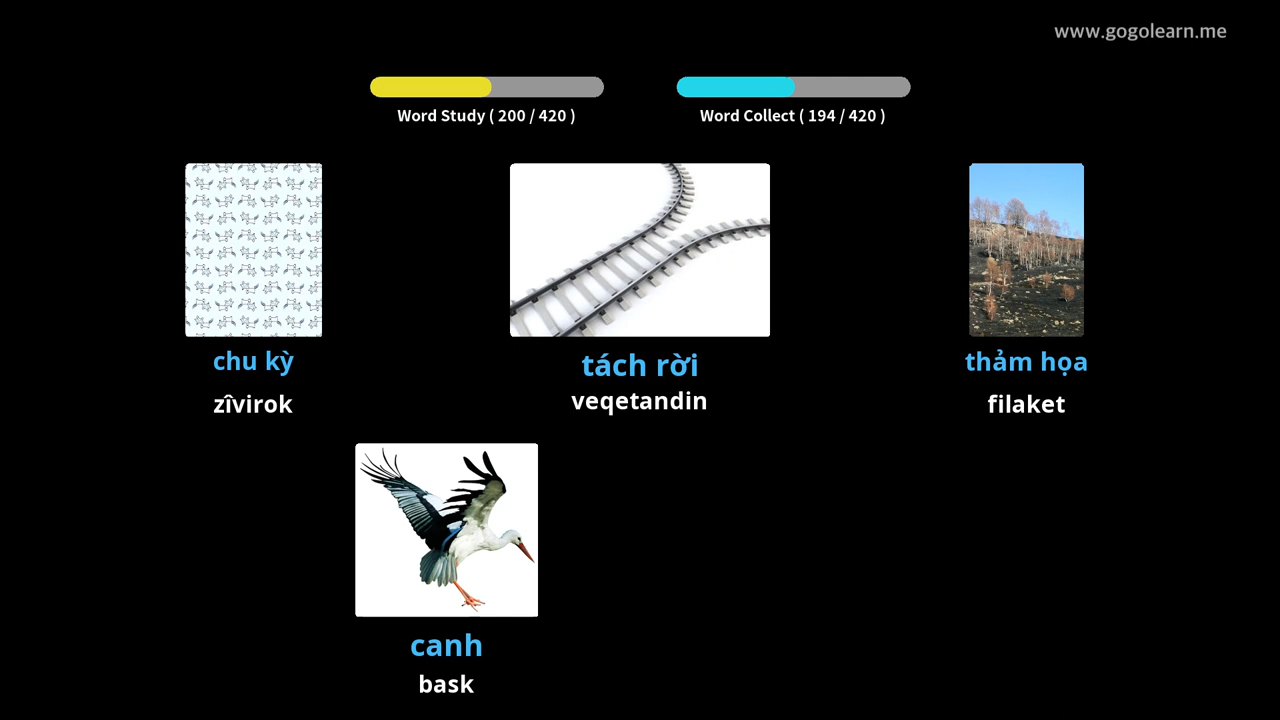 www.gogolearn.me
Word Study ( 200 / 420 )
Word Collect ( 194 / 420 )
chu kỳ
zîvirok
tách rời
veqetandin
thảm họa
filaket
canh
bask